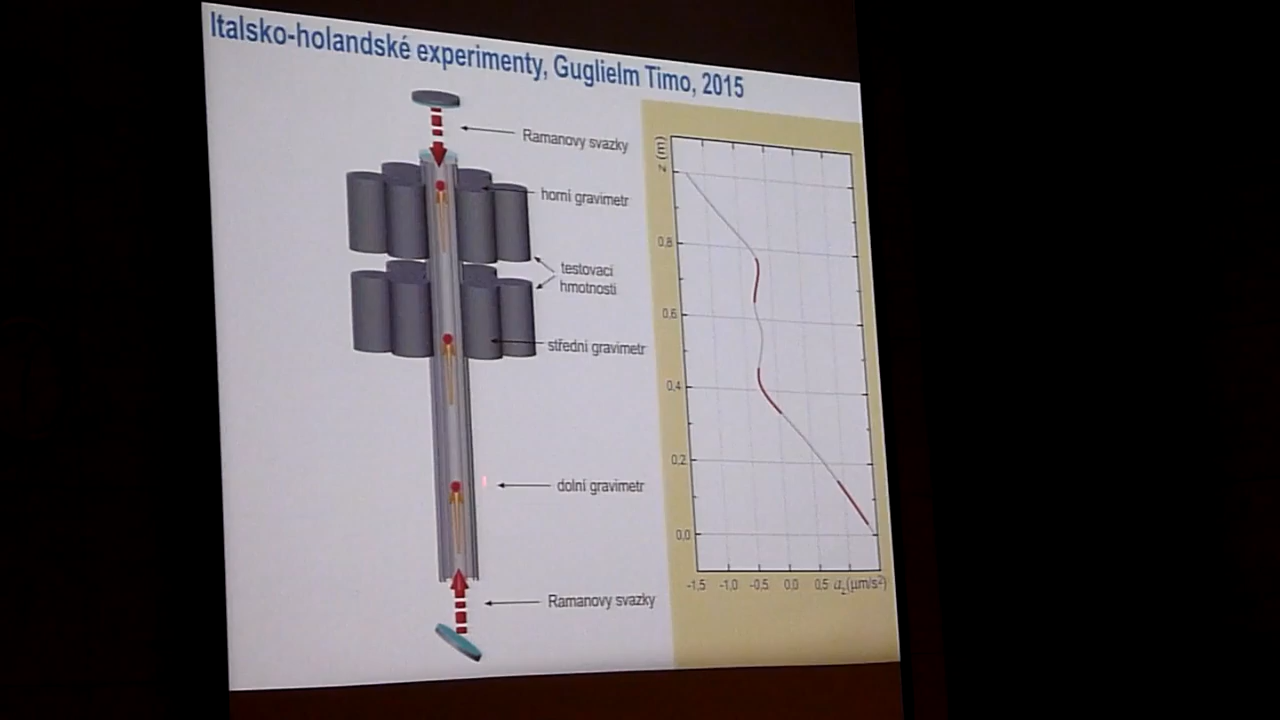 Italsko-holandské experimenty, Guglielm Timo, 2015
Ramanovy svazky
horní gravimetr
testovací
hmotnosti
střední gravimetr
dolní gravimetr
Ramanovy svazky
z (m)
0,8
0,6
0,4
0,2
0,0
-1,5 -1,0 -0,5 0,0 0,5 a_z(μm/s²)